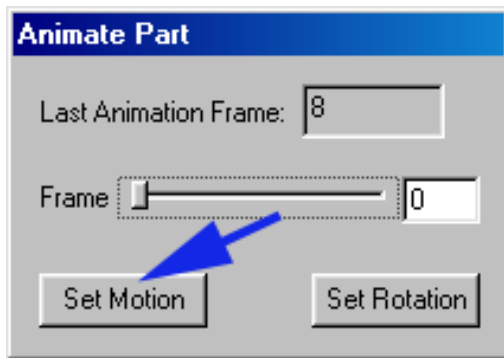 Animate Part
Last Animation Frame: 8
Frame 0
Set Motion Set Rotation